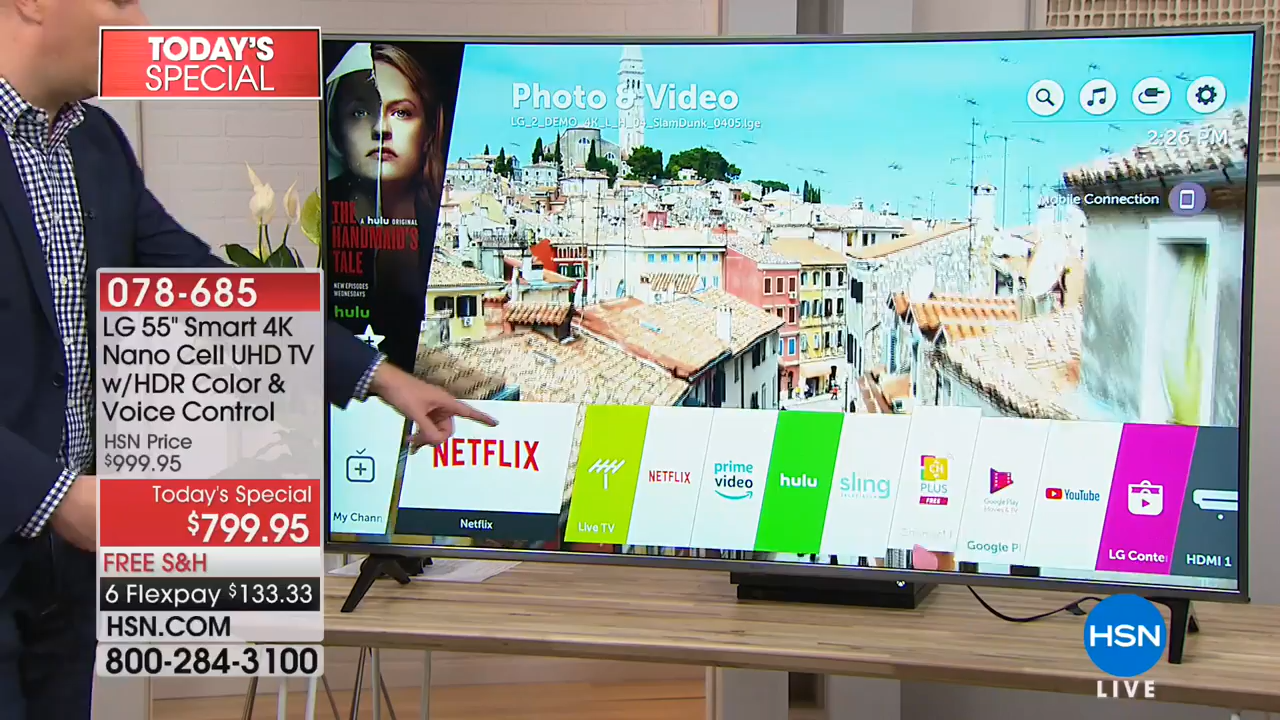 TODAY'S
SPECIAL
078-685
LG 55" Smart 4K
Nano Cell UHD TV
w/HDR Color &
Voice Control
HSN Price
$999.95
Today's Special
$799.95
FREE S&H
6 Flexpay $133.33
HSN.COM
800-284-3100
A hulu ORIGINAL
THE
HANDMAID'S
TALE
NEW EPISODES
WEDNESDAYS
hulu
Photo & Video
LG_2_DEMO_4K_L_H_04_SlamDunk_0405.lge
2:26 PM
Mobile Connection
My Chann
NETFLIX
Netflix
Live TV
NETFLIX
prime
video
hulu
sling
CH
PLUS
FREE
Google Play
Movies & TV
Google Pl
YouTube
LG Conte
HDMI 1
HSN
LIVE